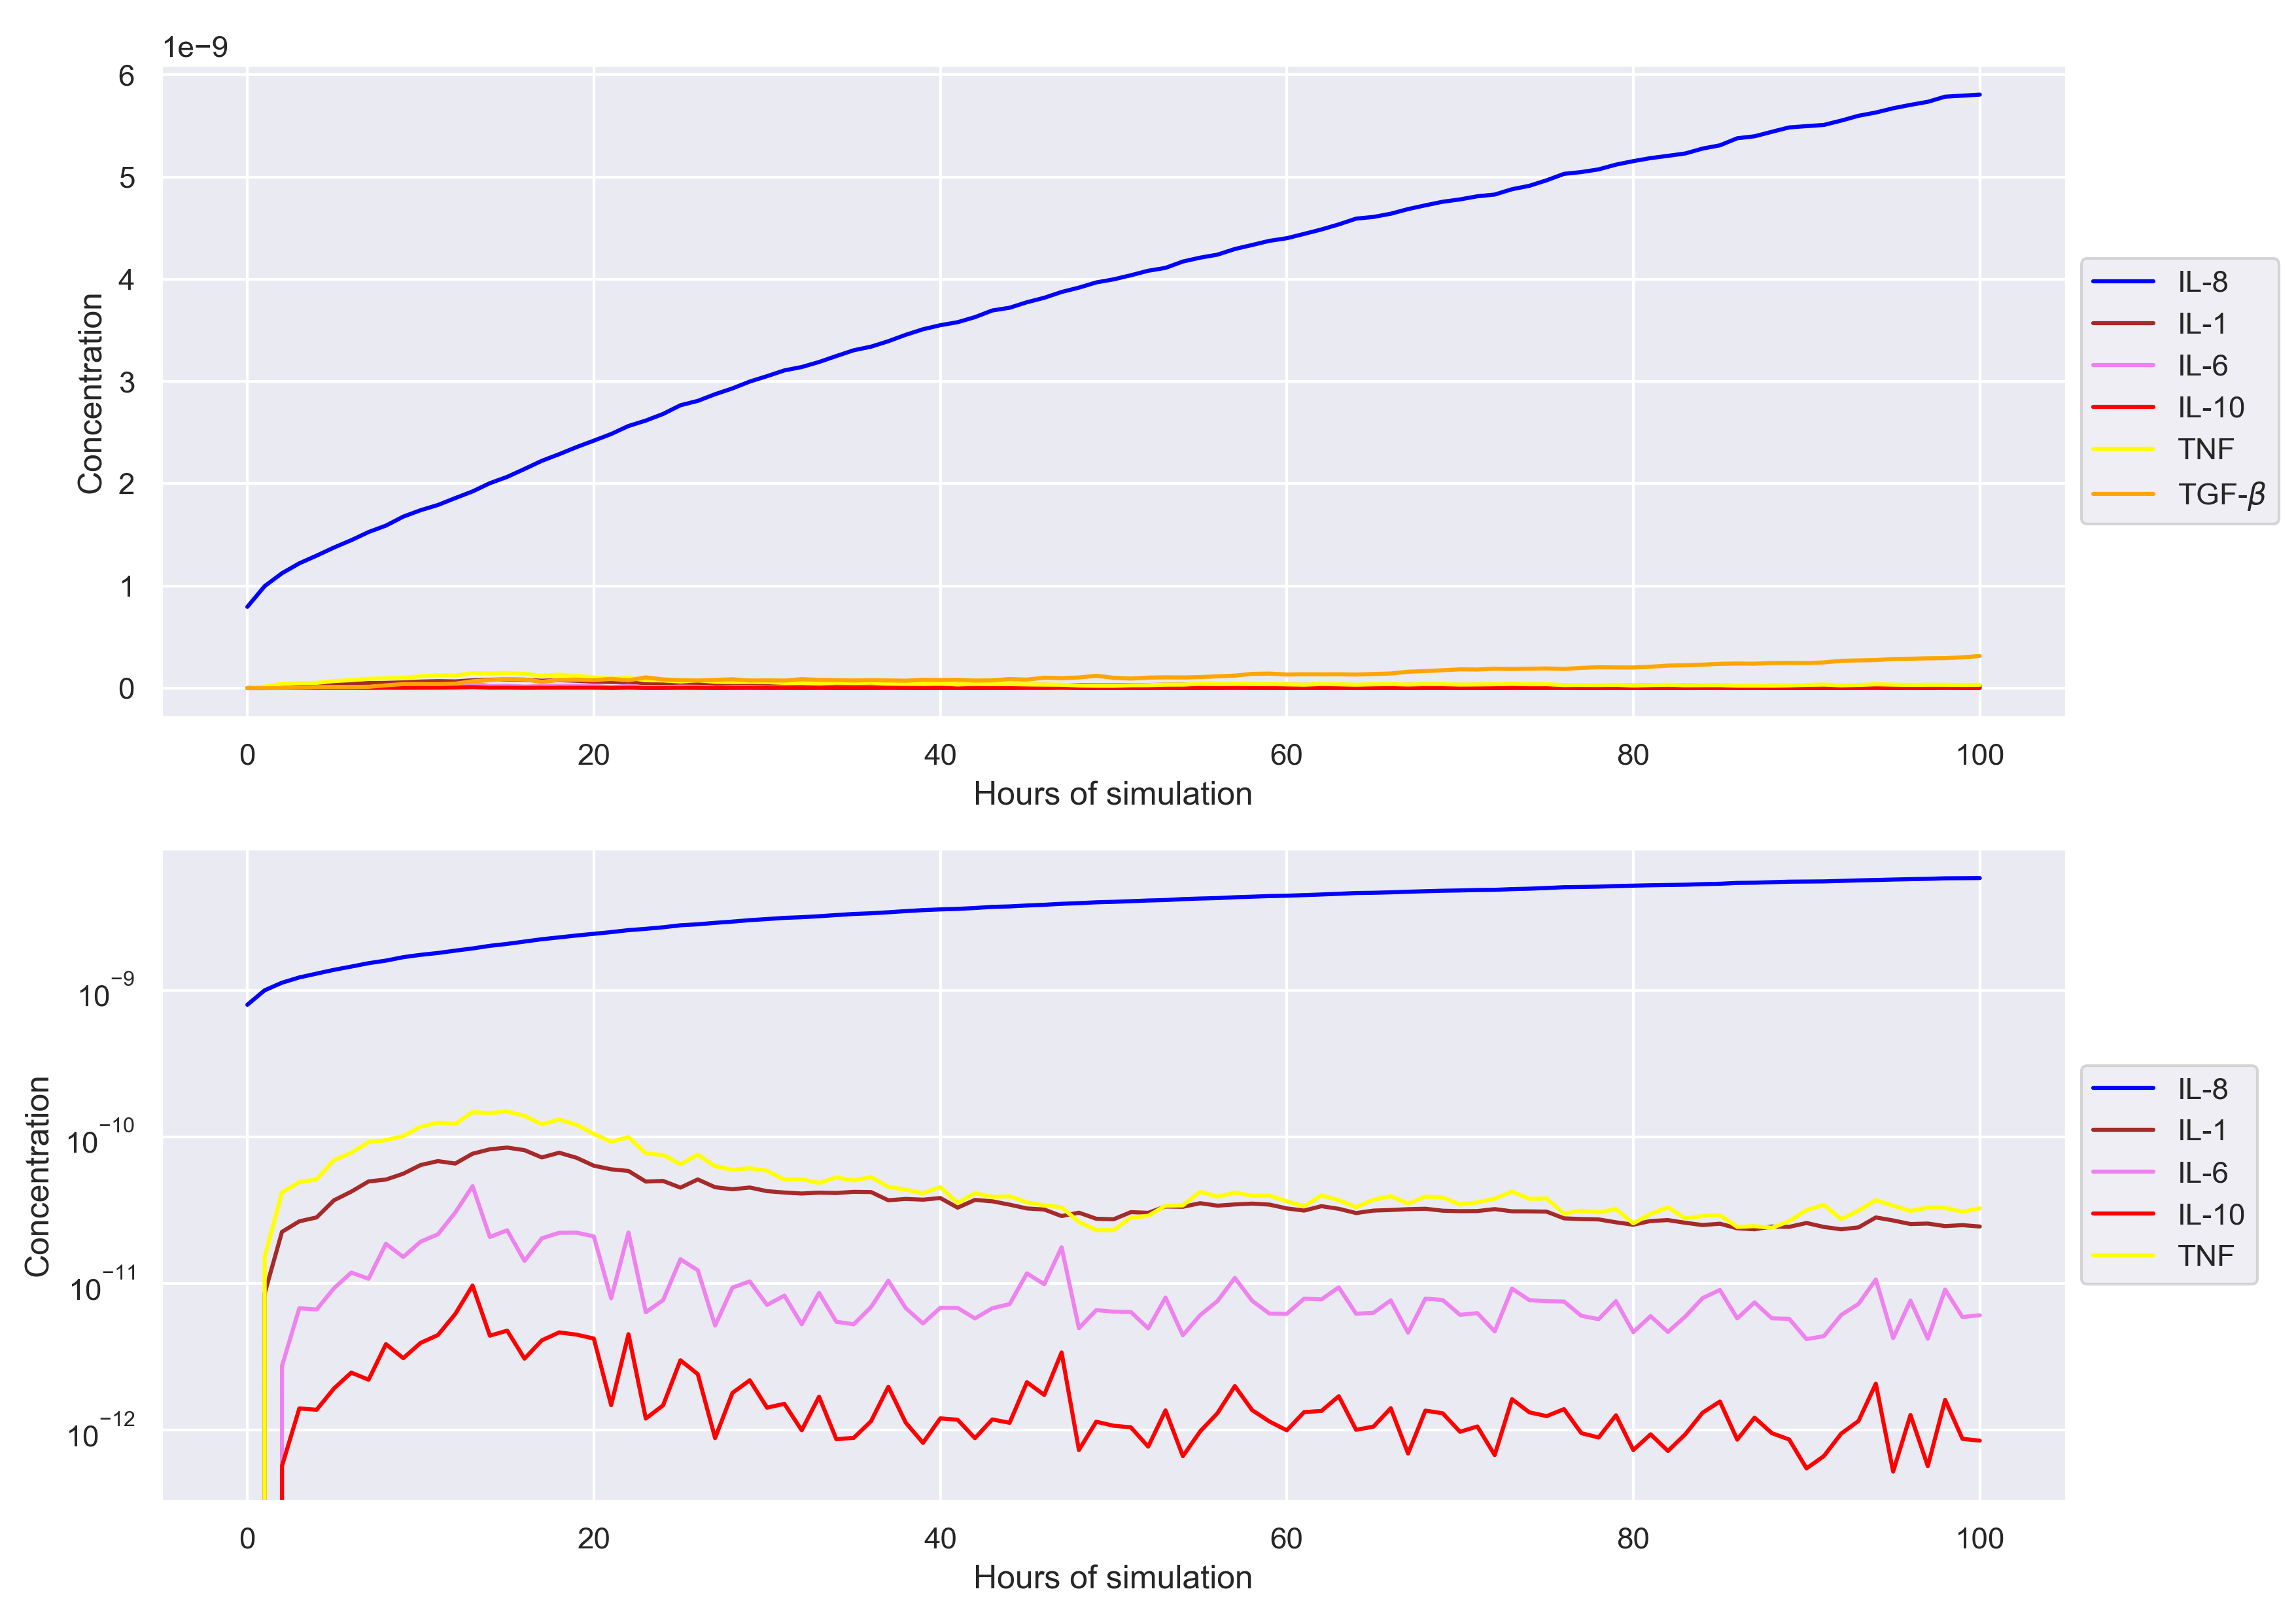 1e−9
6
5
4
3
2
1
0
Concentration
0 20 40 60 80 100
Hours of simulation
IL-8
IL-1
IL-6
IL-10
TNF
TGF-β
10⁻⁹
10⁻¹⁰
10⁻¹¹
10⁻¹²
Concentration
0 20 40 60 80 100
Hours of simulation
IL-8
IL-1
IL-6
IL-10
TNF